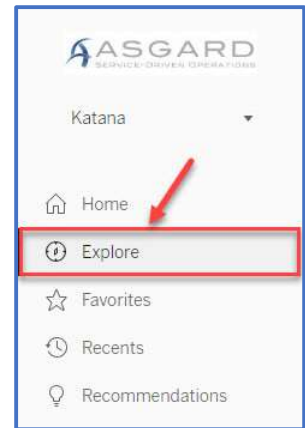 ASGARD
SERVICE-DRIVEN OPERATIONS
Katana
Home
Explore
Favorites
Recents
Recommendations